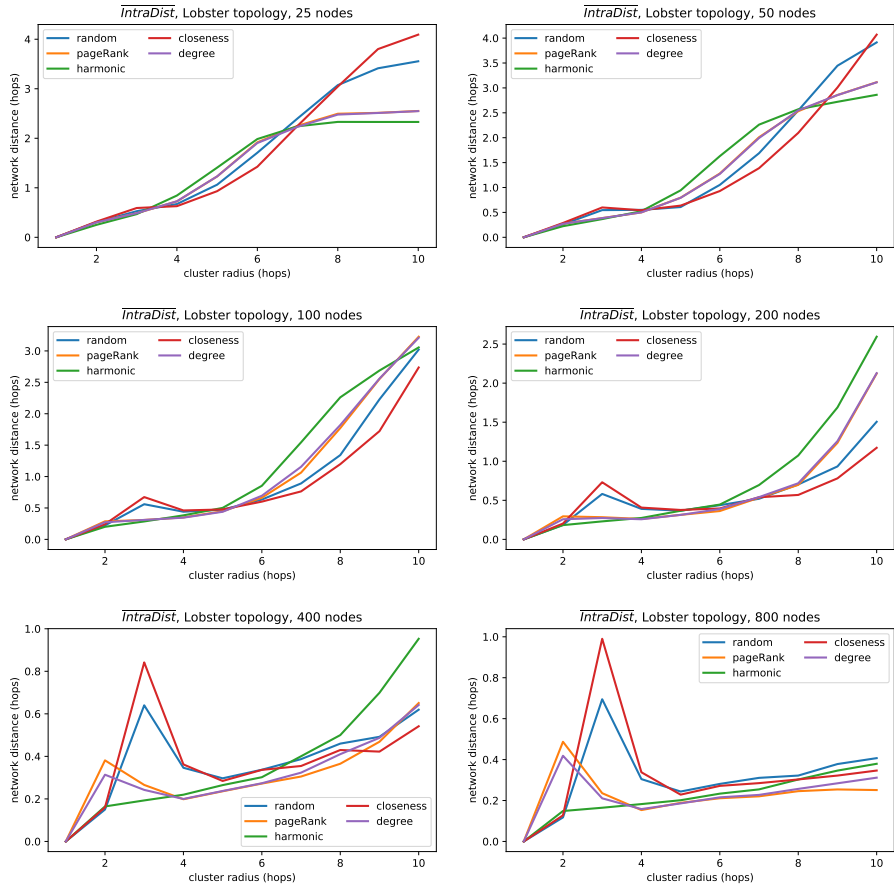 IntraDist, Lobster topology, 25 nodes
random
pageRank
harmonic
closeness
degree
network distance (hops)
4
3
2
1
0
2 4 6 8 10
cluster radius (hops)
IntraDist, Lobster topology, 50 nodes
random
pageRank
harmonic
closeness
degree
network distance (hops)
4.0
3.5
3.0
2.5
2.0
1.5
1.0
0.5
0.0
2 4 6 8 10
cluster radius (hops)
IntraDist, Lobster topology, 100 nodes
random
pageRank
harmonic
closeness
degree
network distance (hops)
3.0
2.5
2.0
1.5
1.0
0.5
0.0
2 4 6 8 10
cluster radius (hops)
IntraDist, Lobster topology, 200 nodes
random
pageRank
harmonic
closeness
degree
network distance (hops)
2.5
2.0
1.5
1.0
0.5
0.0
2 4 6 8 10
cluster radius (hops)
IntraDist, Lobster topology, 400 nodes
network distance (hops)
1.0
0.8
0.6
0.4
0.2
0.0
random
pageRank
harmonic
closeness
degree
2 4 6 8 10
cluster radius (hops)
IntraDist, Lobster topology, 800 nodes
random
pageRank
harmonic
closeness
degree
network distance (hops)
1.0
0.8
0.6
0.4
0.2
0.0
2 4 6 8 10
cluster radius (hops)